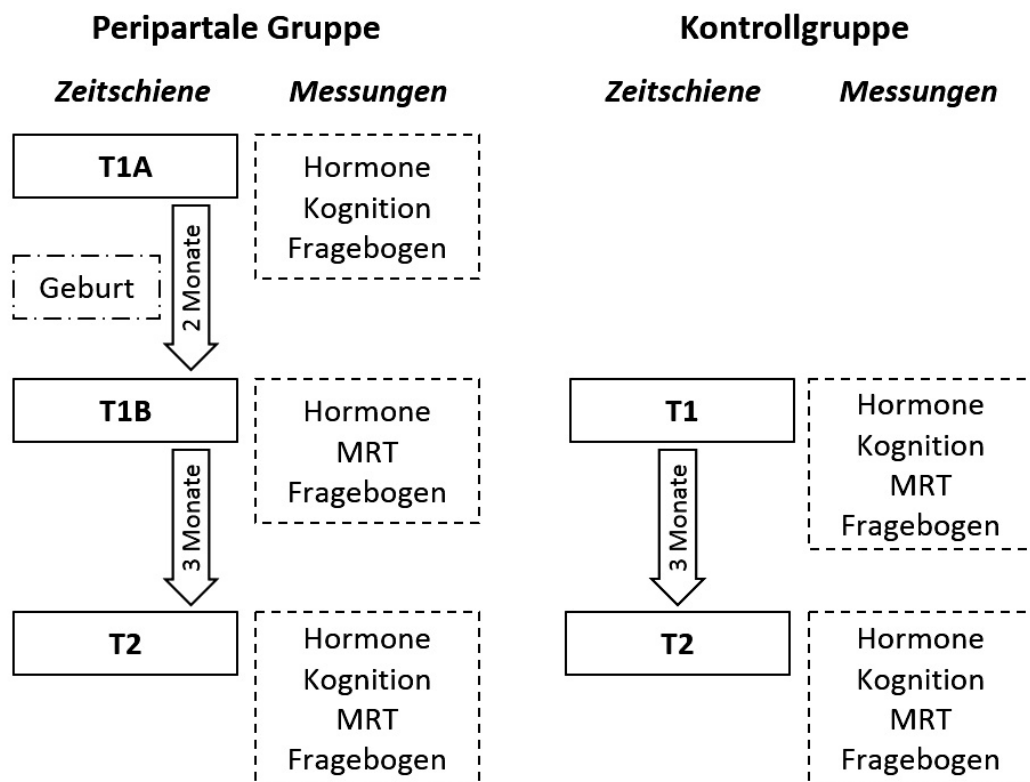 Peripartale Gruppe
Zeitschiene
Messungen
T1A
Hormone
Kognition
Fragebogen
2 Monate
Geburt
T1B
Hormone
MRT
Fragebogen
3 Monate
T2
Hormone
Kognition
MRT
Fragebogen
Kontrollgruppe
Zeitschiene
Messungen
T1
Hormone
Kognition
MRT
Fragebogen
3 Monate
T2
Hormone
Kognition
MRT
Fragebogen